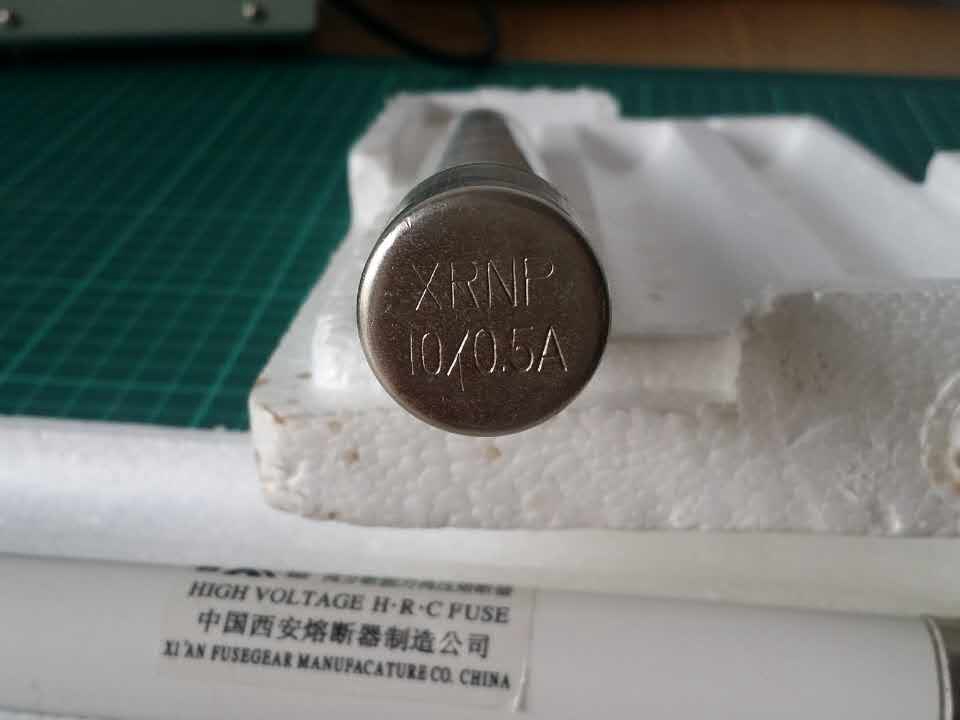 XRNP
10/0.5A
HIGH VOLTAGE H·R·C FUSE
中国西安熔断器制造公司
XI'AN FUSEGEAR MANUFACATURE CO. CHINA